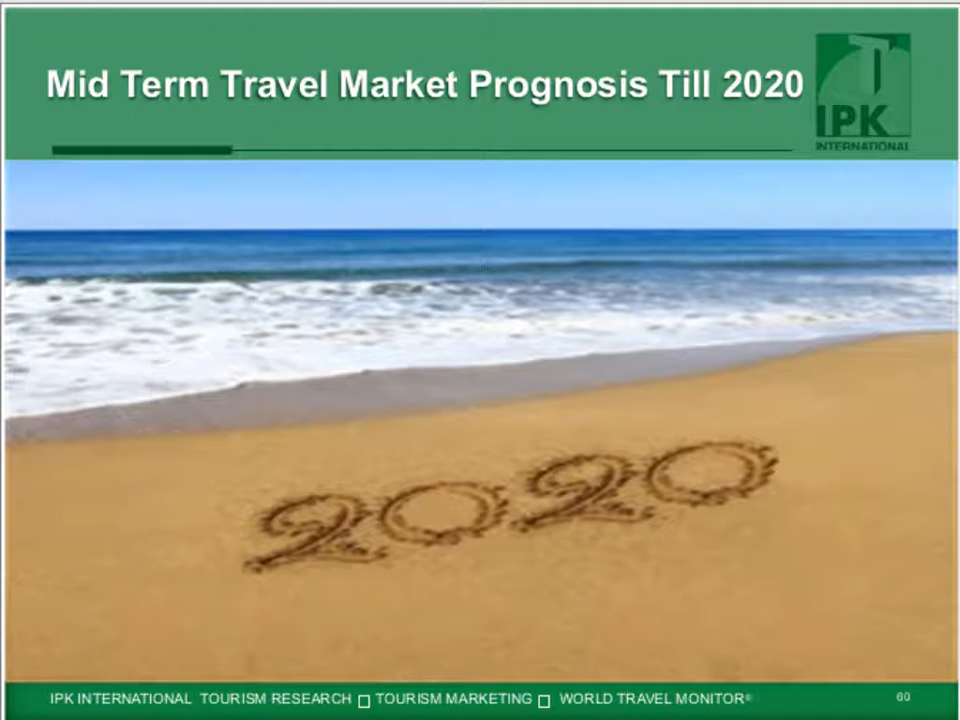 Mid Term Travel Market Prognosis Till 2020
IPK
INTERNATIONAL
2020
IPK INTERNATIONAL TOURISM RESEARCH □ TOURISM MARKETING □ WORLD TRAVEL MONITOR®
60